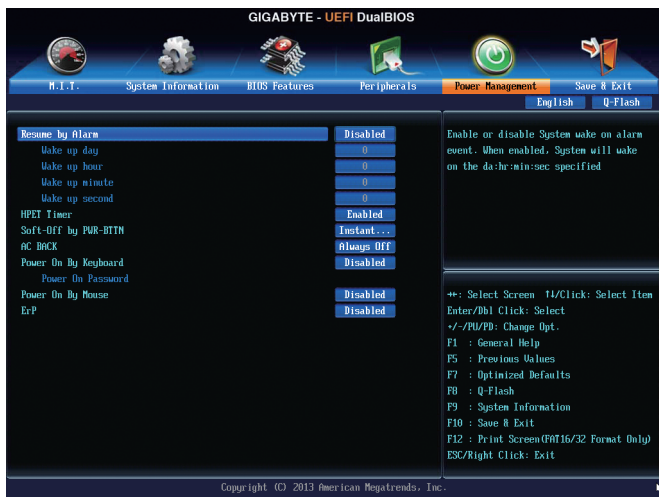 GIGABYTE - UEFI DualBIOS
M.I.T. System Information BIOS Features Peripherals Power Management Save & Exit
English Q-Flash
Resume by Alarm Disabled
Wake up day 0
Wake up hour 0
Wake up minute 0
Wake up second 0
HPET Timer Enabled
Soft-Off by PWR-BTTN Instant...
AC BACK Always Off
Power On By Keyboard Disabled
Power On Password
Power On By Mouse Disabled
ErP Disabled
Enable or disable System wake on alarm
event. When enabled, System will wake
on the da:hr:min:sec specified
→←: Select Screen ↑↓/Click: Select Item
Enter/Dbl Click: Select
+/-/PU/PD: Change Opt.
F1 : General Help
F5 : Previous Values
F7 : Optimized Defaults
F8 : Q-Flash
F9 : System Information
F10 : Save & Exit
F12 : Print Screen(FAT16/32 Format Only)
ESC/Right Click: Exit
Copyright (C) 2013 American Megatrends, Inc.